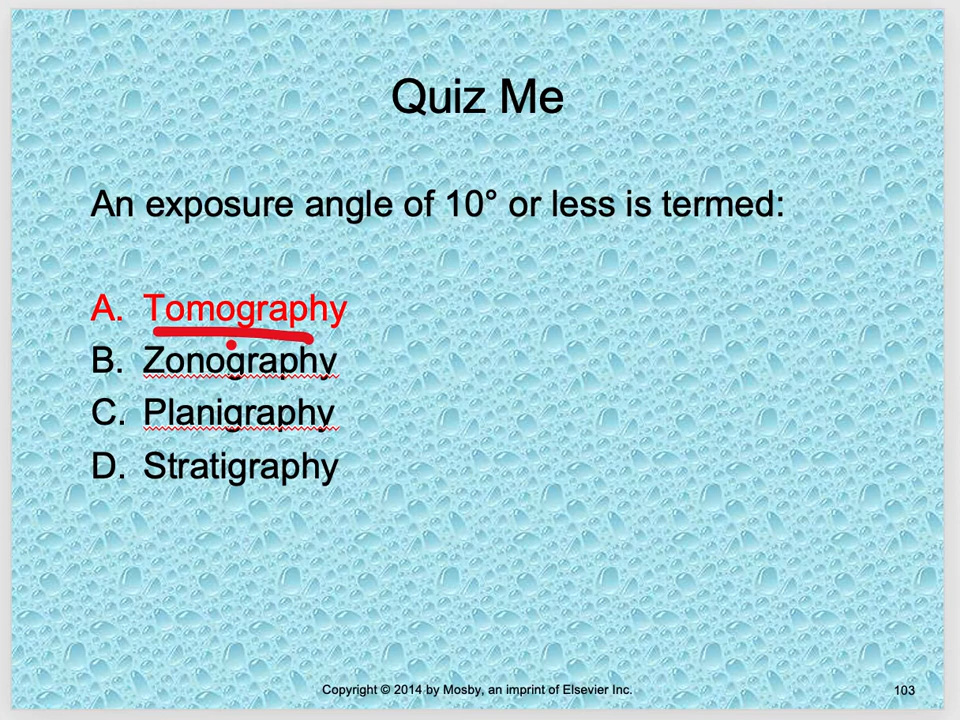 Quiz Me
An exposure angle of 10° or less is termed:
A. Tomography
B. Zonography
C. Planigraphy
D. Stratigraphy
Copyright © 2014 by Mosby, an imprint of Elsevier Inc.
103